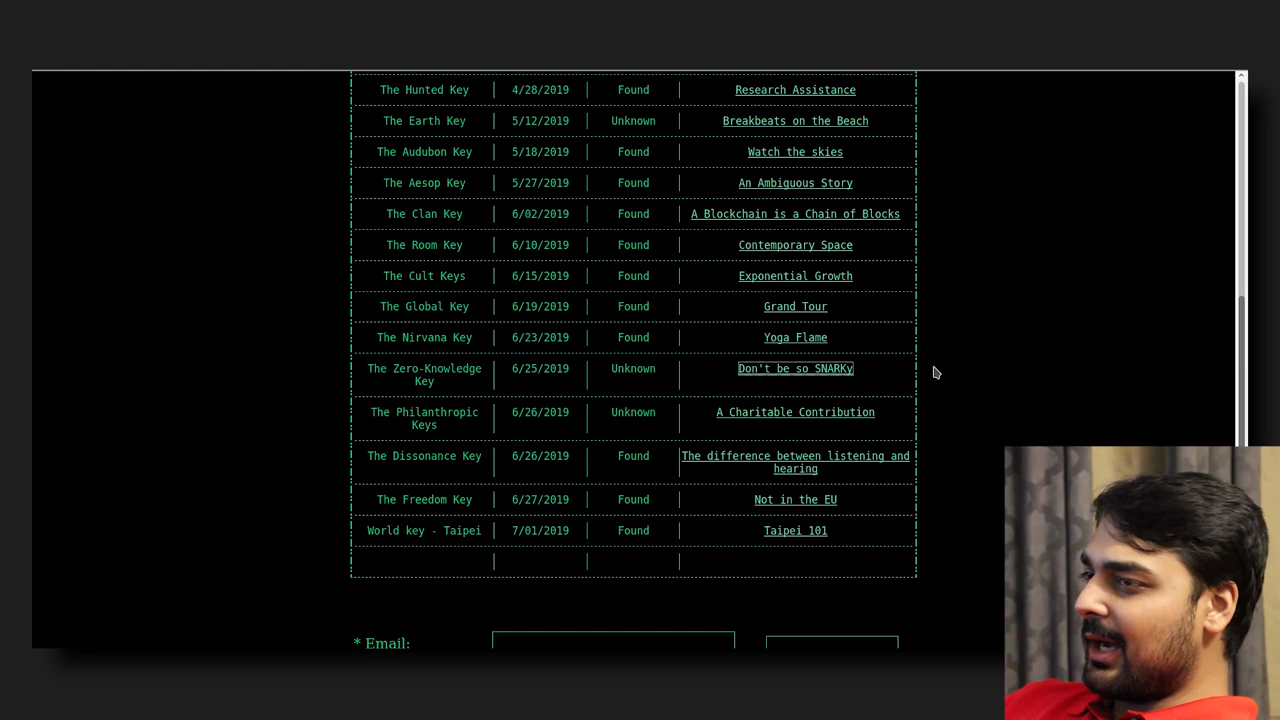 The Hunted Key 4/28/2019 Found Research Assistance
The Earth Key 5/12/2019 Unknown Breakbeats on the Beach
The Audubon Key 5/18/2019 Found Watch the skies
The Aesop Key 5/27/2019 Found An Ambiguous Story
The Clan Key 6/02/2019 Found A Blockchain is a Chain of Blocks
The Room Key 6/10/2019 Found Contemporary Space
The Cult Keys 6/15/2019 Found Exponential Growth
The Global Key 6/19/2019 Found Grand Tour
The Nirvana Key 6/23/2019 Found Yoga Flame
The Zero-Knowledge 6/25/2019 Unknown Don't be so SNARKy
Key
The Philanthropic 6/26/2019 Unknown A Charitable Contribution
Keys
The Dissonance Key 6/26/2019 Found The difference between listening and
hearing
The Freedom Key 6/27/2019 Found Not in the EU
World key - Taipei 7/01/2019 Found Taipei 101
* Email: